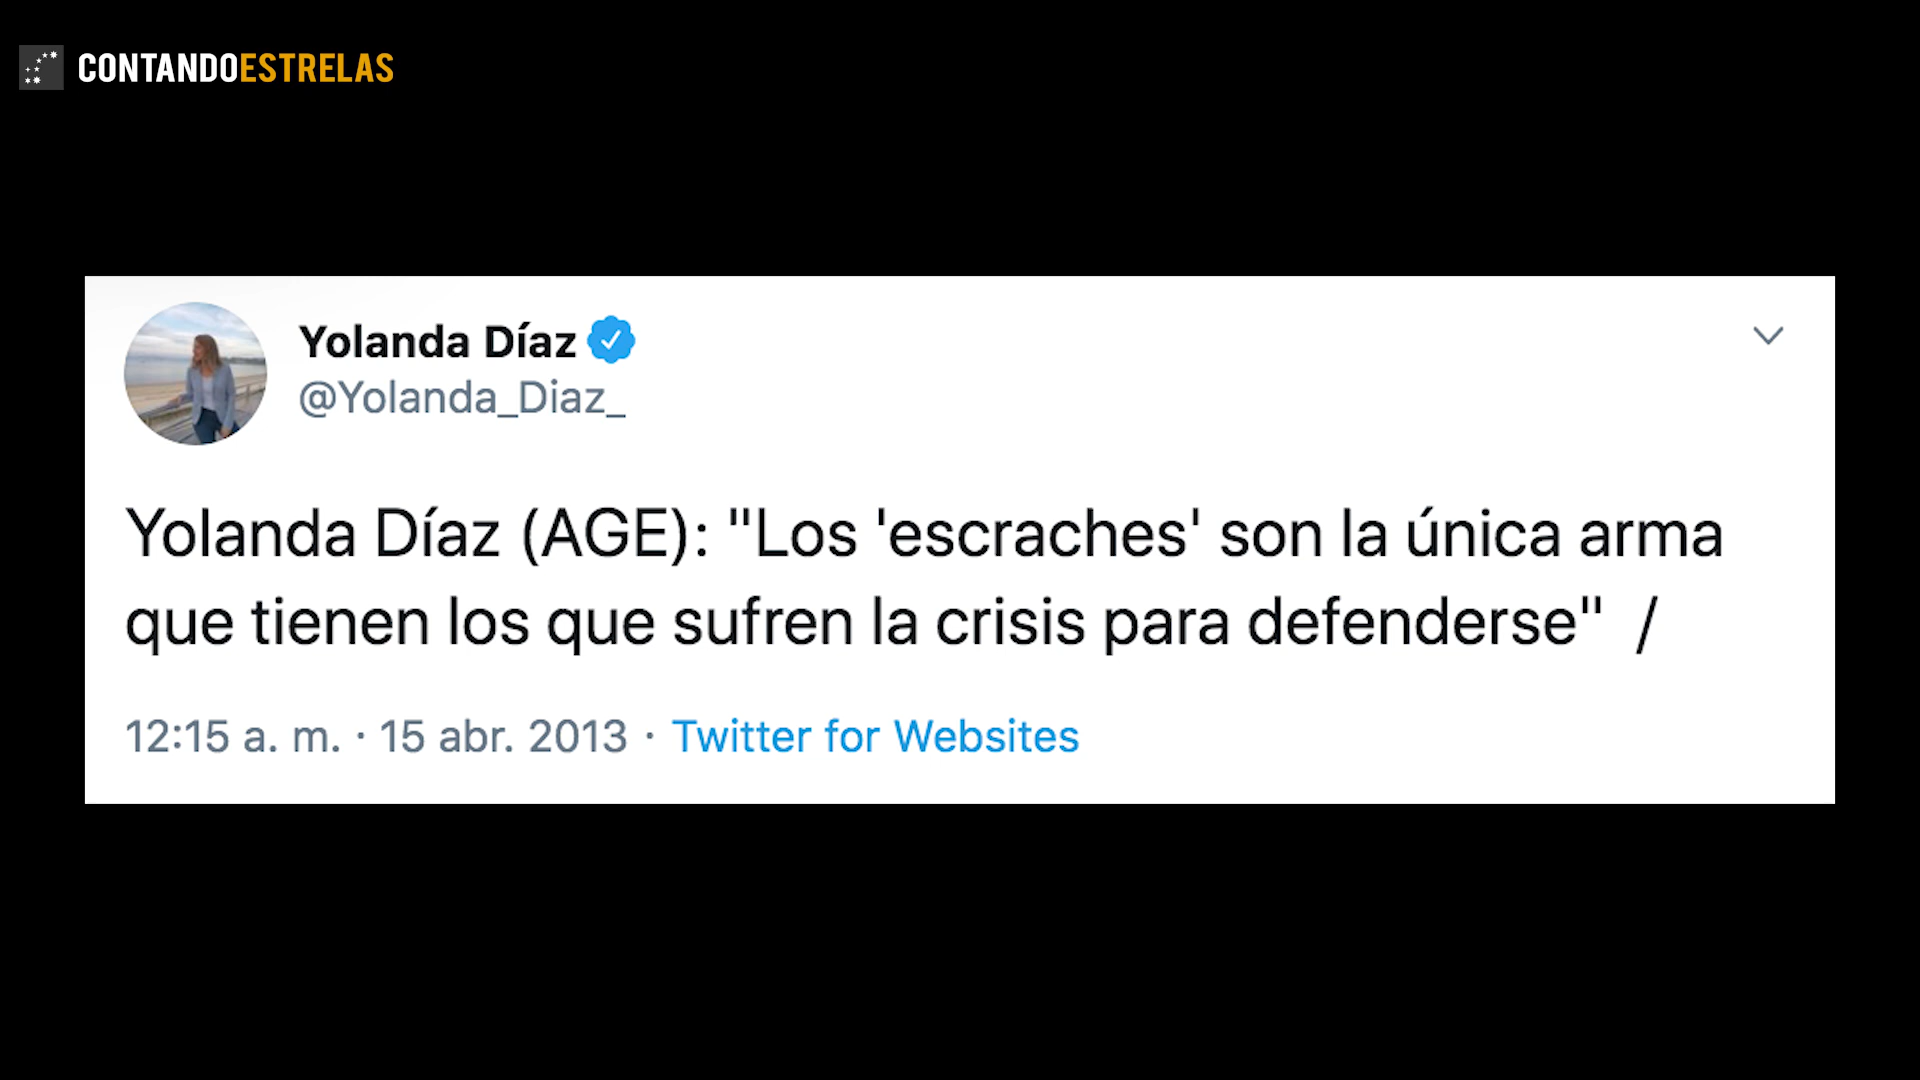 CONTANDOESTRELAS
Yolanda Díaz
@Yolanda_Diaz_
Yolanda Díaz (AGE): "Los 'escraches' son la única arma
que tienen los que sufren la crisis para defenderse" /
12:15 a. m. · 15 abr. 2013 · Twitter for Websites